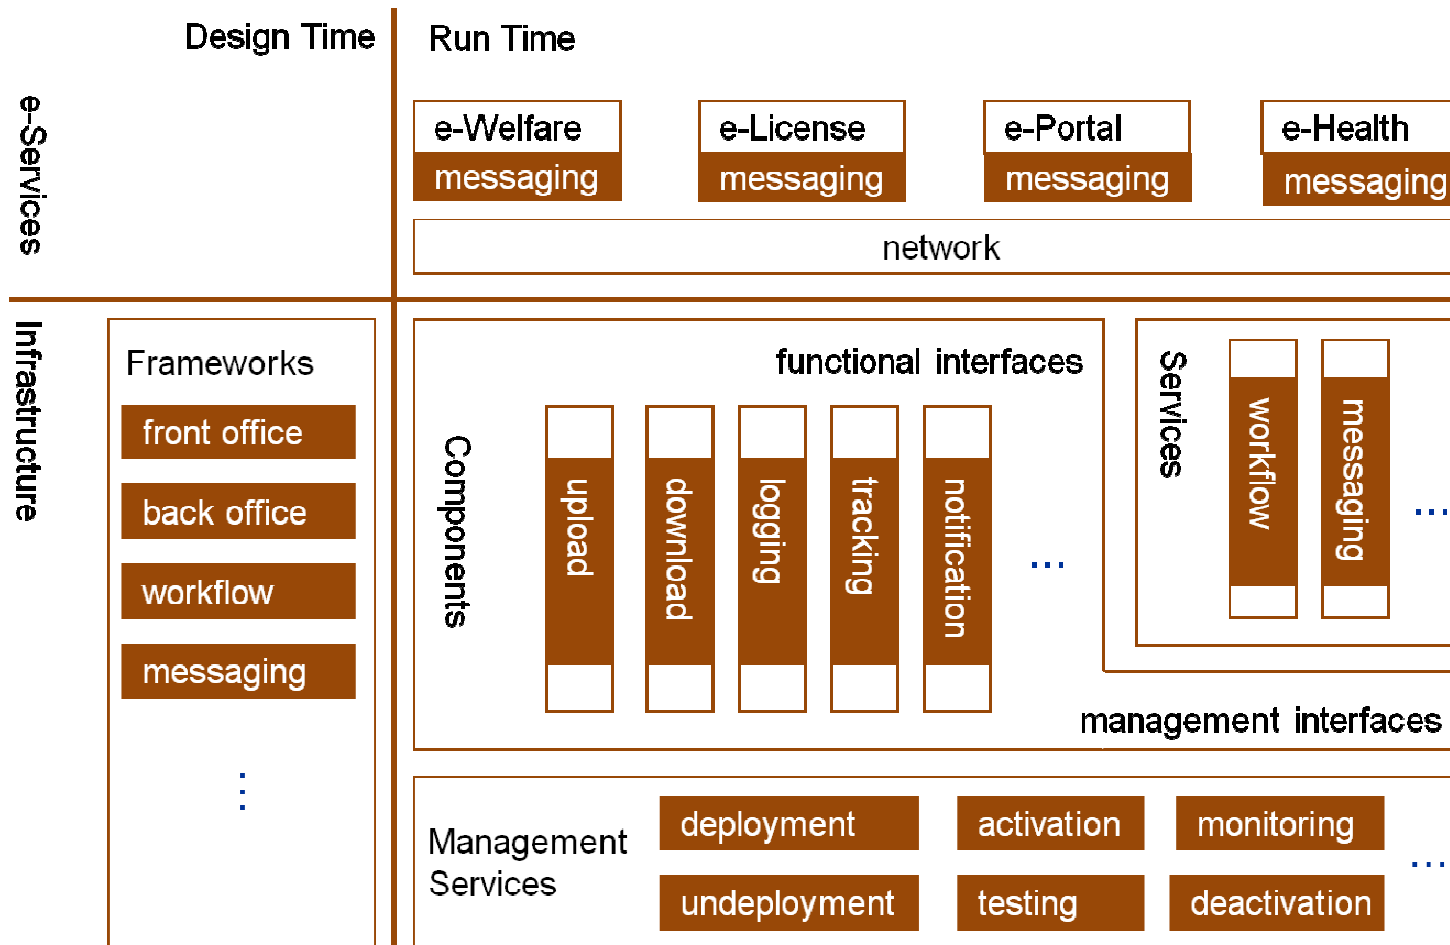 Design Time
Run Time
e-Services
e-Welfare
messaging
e-License
messaging
e-Portal
messaging
e-Health
messaging
network
Infrastructure
Frameworks
front office
back office
workflow
messaging
...
functional interfaces
Components
upload
download
logging
tracking
notification
...
Services
workflow
messaging
...
management interfaces
Management
Services
deployment
activation
monitoring
undeployment
testing
deactivation
...